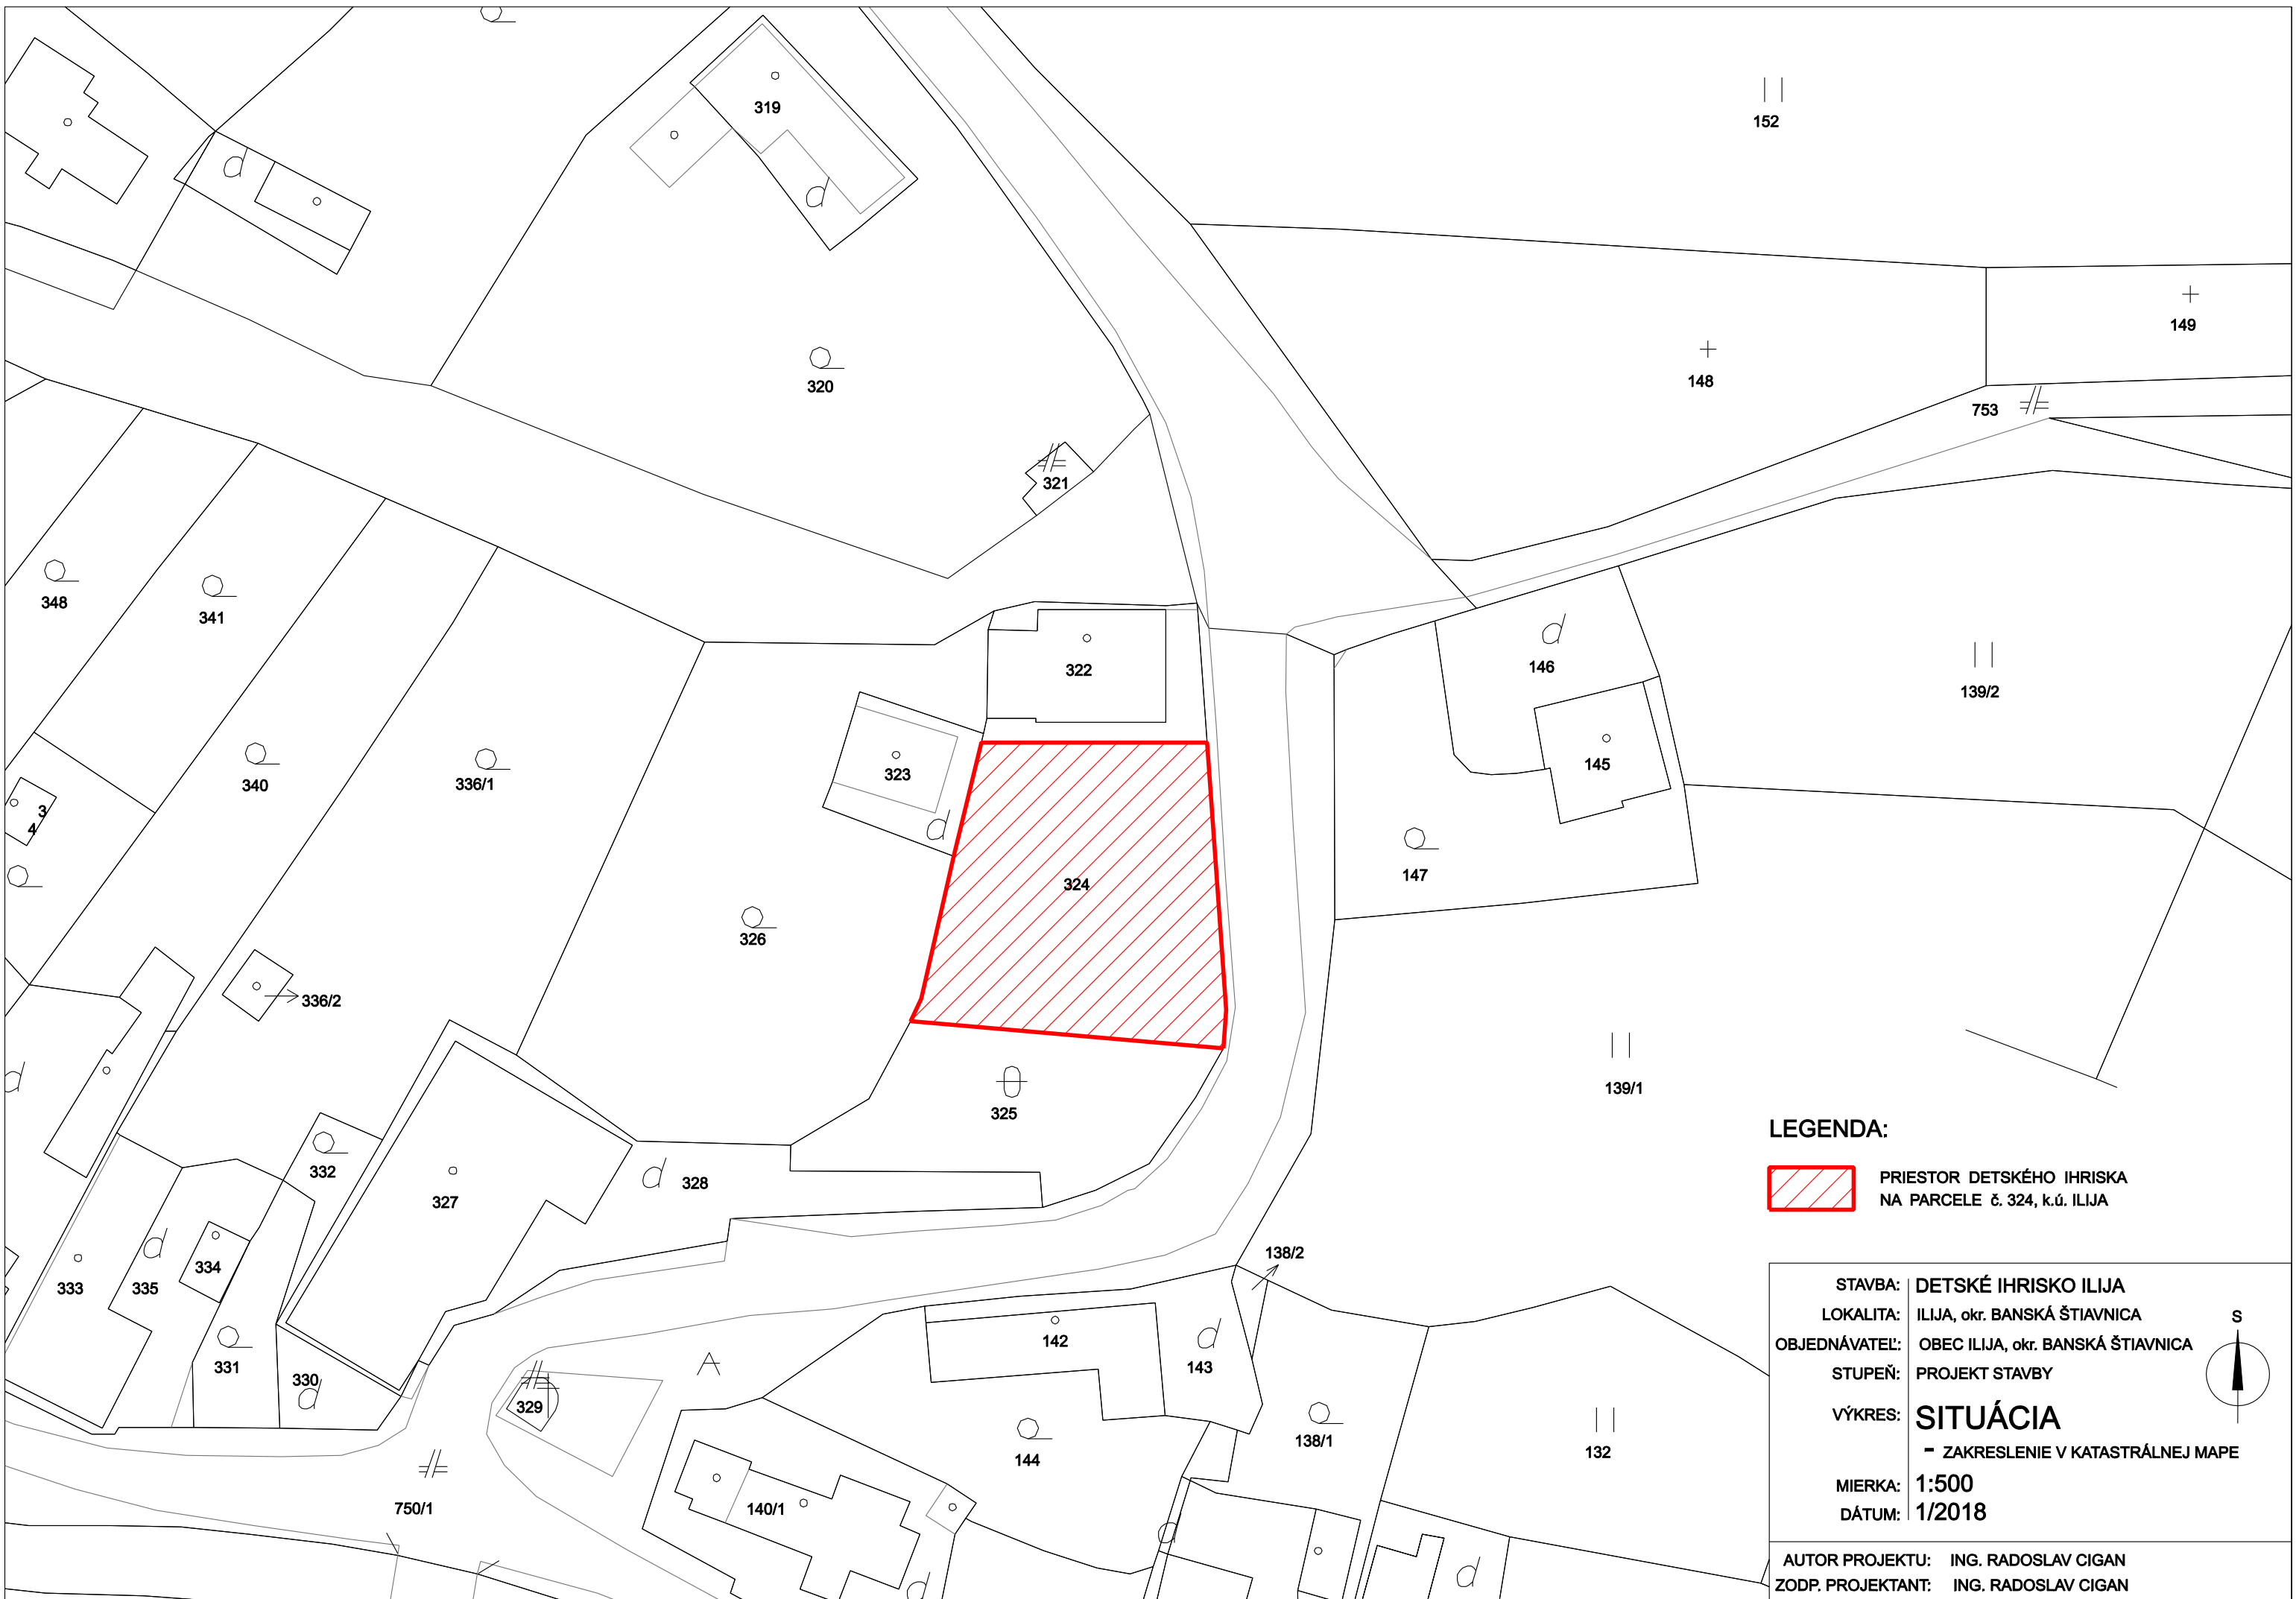 319
152
149
148
320
753
321
348
341
322
146
139/2
145
323
340
336/1
3
4
147
324
326
336/2
139/1
325
LEGENDA:
PRIESTOR DETSKÉHO IHRISKA
NA PARCELE č. 324, k.ú. ILIJA
332
328
327
138/2
334
333
335
142
143
331
330
329
144
138/1
132
140/1
750/1
STAVBA: DETSKÉ IHRISKO ILIJA
LOKALITA: ILIJA, okr. BANSKÁ ŠTIAVNICA
OBJEDNÁVATEĽ: OBEC ILIJA, okr. BANSKÁ ŠTIAVNICA
STUPEŇ: PROJEKT STAVBY
S
VÝKRES: SITUÁCIA
- ZAKRESLENIE V KATASTRÁLNEJ MAPE
MIERKA: 1:500
DÁTUM: 1/2018
AUTOR PROJEKTU: ING. RADOSLAV CIGAN
ZODP. PROJEKTANT: ING. RADOSLAV CIGAN